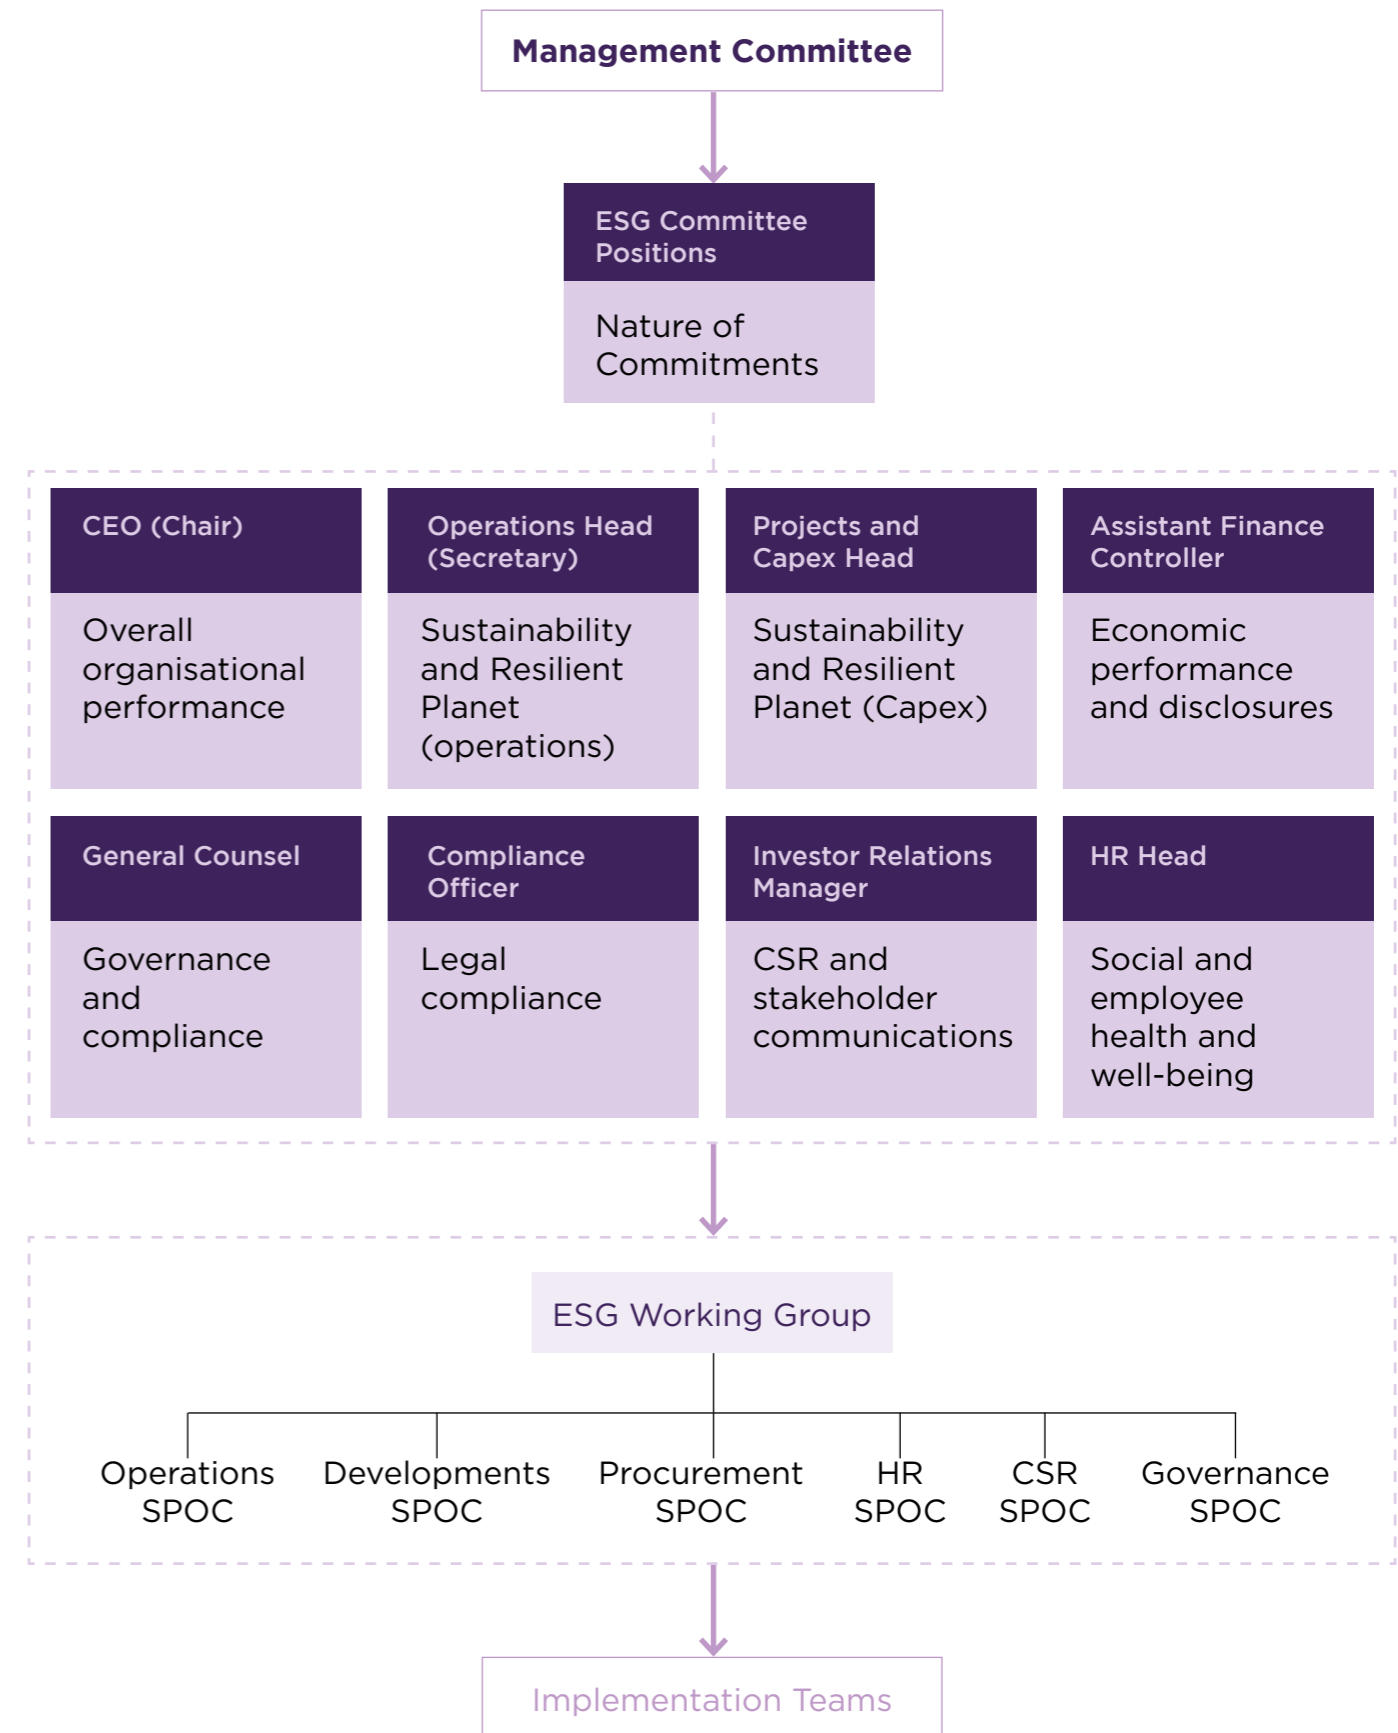 Management Committee
ESG Committee
Positions
Nature of
Commitments
CEO (Chair)
Overall
organisational
performance
Operations Head
(Secretary)
Sustainability
and Resilient
Planet
(operations)
Projects and
Capex Head
Sustainability
and Resilient
Planet (Capex)
Assistant Finance
Controller
Economic
performance
and disclosures
General Counsel
Governance
and
compliance
Compliance
Officer
Legal
compliance
Investor Relations
Manager
CSR and
stakeholder
communications
HR Head
Social and
employee
health and
well-being
ESG Working Group
Operations
SPOC
Developments
SPOC
Procurement
SPOC
HR
SPOC
CSR
SPOC
Governance
SPOC
Implementation Teams